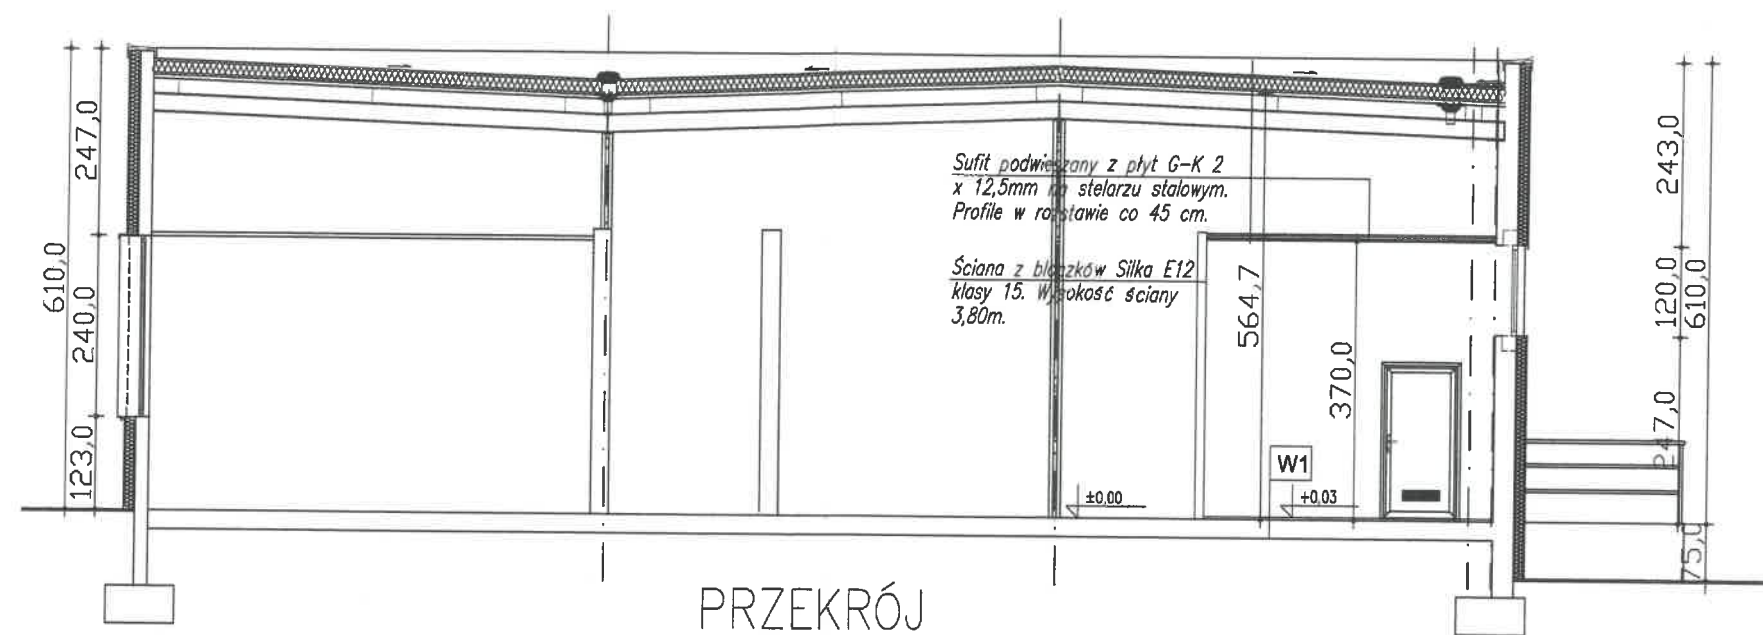 247,0
610,0
240,0
123,0
Sufit podwieszany z płyt G-K 2
x 12,5mm na stelarzu stalowym.
Profile w rozstawie co 45 cm.
Ściana z bloczków Silka E12
klasy 15. Wysokość ściany
3,80m.
564,7
370,0
W1
±0,00
+0,03
243,0
120,0
610,0
247,0
75,0
PRZEKRÓJ